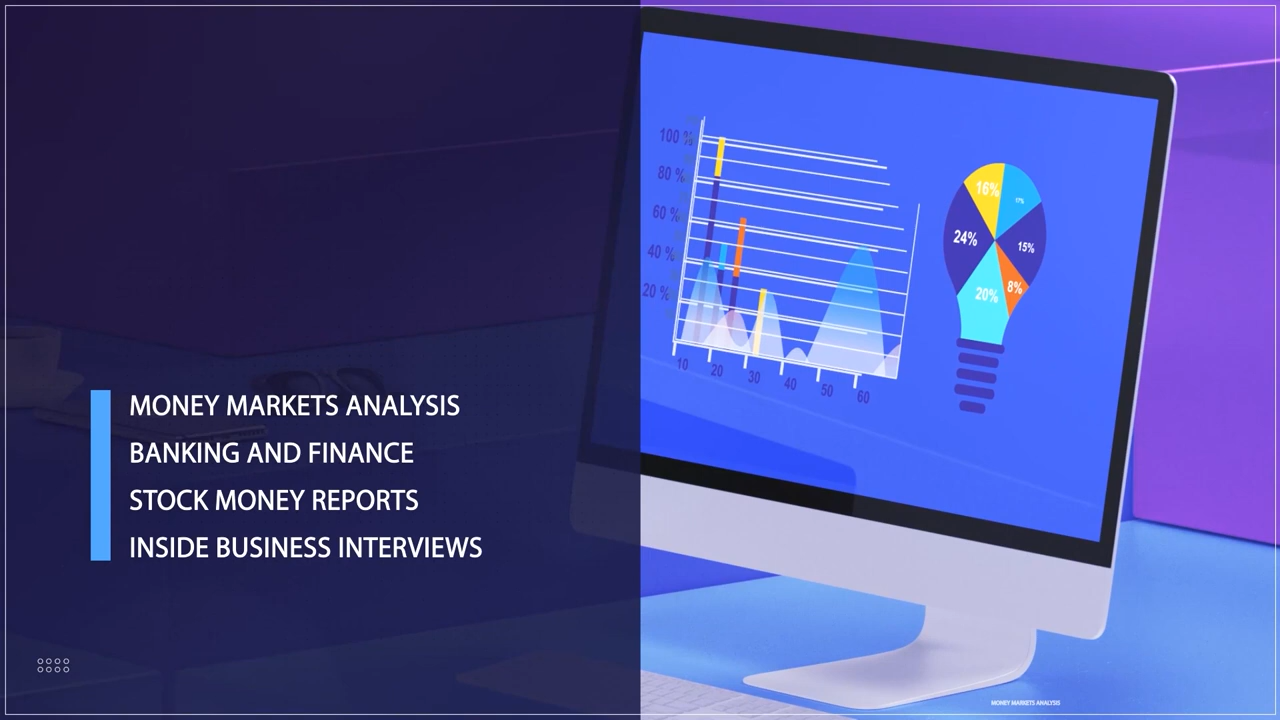 MONEY MARKETS ANALYSIS
BANKING AND FINANCE
STOCK MONEY REPORTS
INSIDE BUSINESS INTERVIEWS
100 %
80 %
60 %
40 %
20 %
10 20 30 40 50 60
16%
17%
24%
15%
20%
8%
MONEY MARKETS ANALYSIS